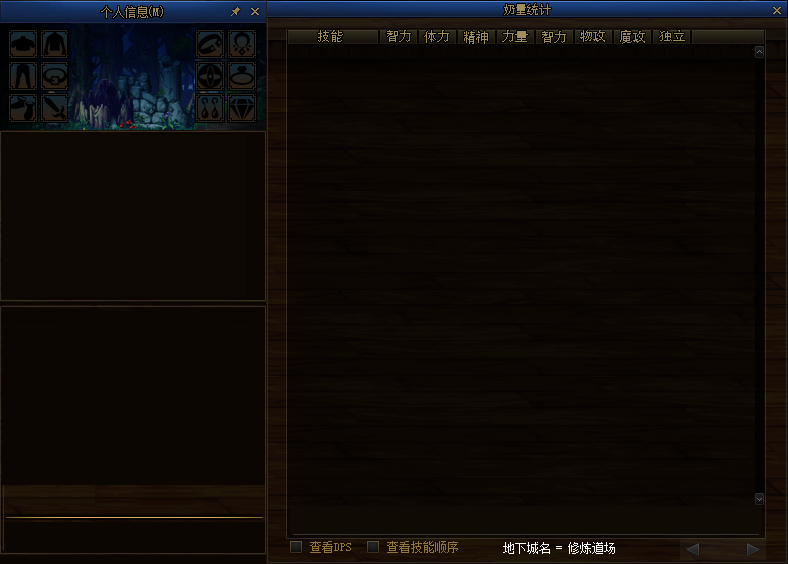 个人信息(M)
奶量统计
技能 智力 体力 精神 力量 智力 物攻 魔攻 独立
查看DPS 查看技能顺序 地下城名 = 修炼道场